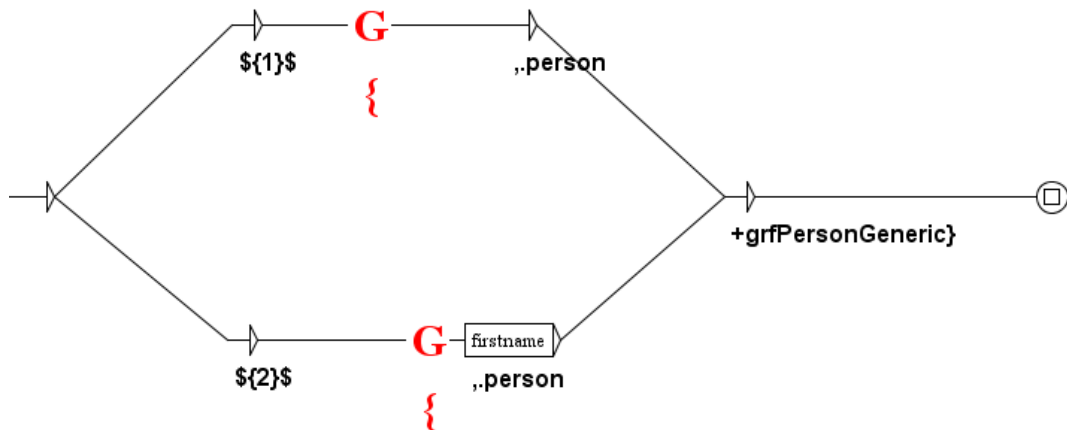 G
${1}$
,.person
{
+grfPersonGeneric}
G
firstname
${2}$
,.person
{